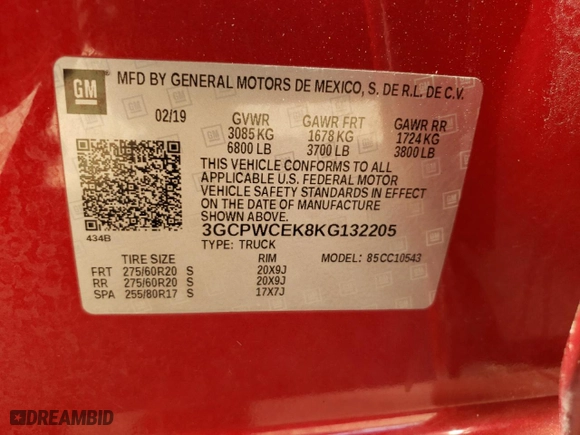 GM
MFD BY GENERAL MOTORS DE MEXICO, S. DE R.L. DE C.V.
02/19 GVWR GAWR FRT GAWR RR
3085 KG 1678 KG 1724 KG
6800 LB 3700 LB 3800 LB
THIS VEHICLE CONFORMS TO ALL
APPLICABLE U.S. FEDERAL MOTOR
VEHICLE SAFETY STANDARDS IN EFFECT
ON THE DATE OF MANUFACTURE
SHOWN ABOVE.
434B
3GCPWCEK8KG132205
TYPE: TRUCK
TIRE SIZE RIM MODEL: 85CC10543
FRT 275/60R20 S 20X9J
RR 275/60R20 S 20X9J
SPA 255/80R17 S 17X7J
DREAMBID